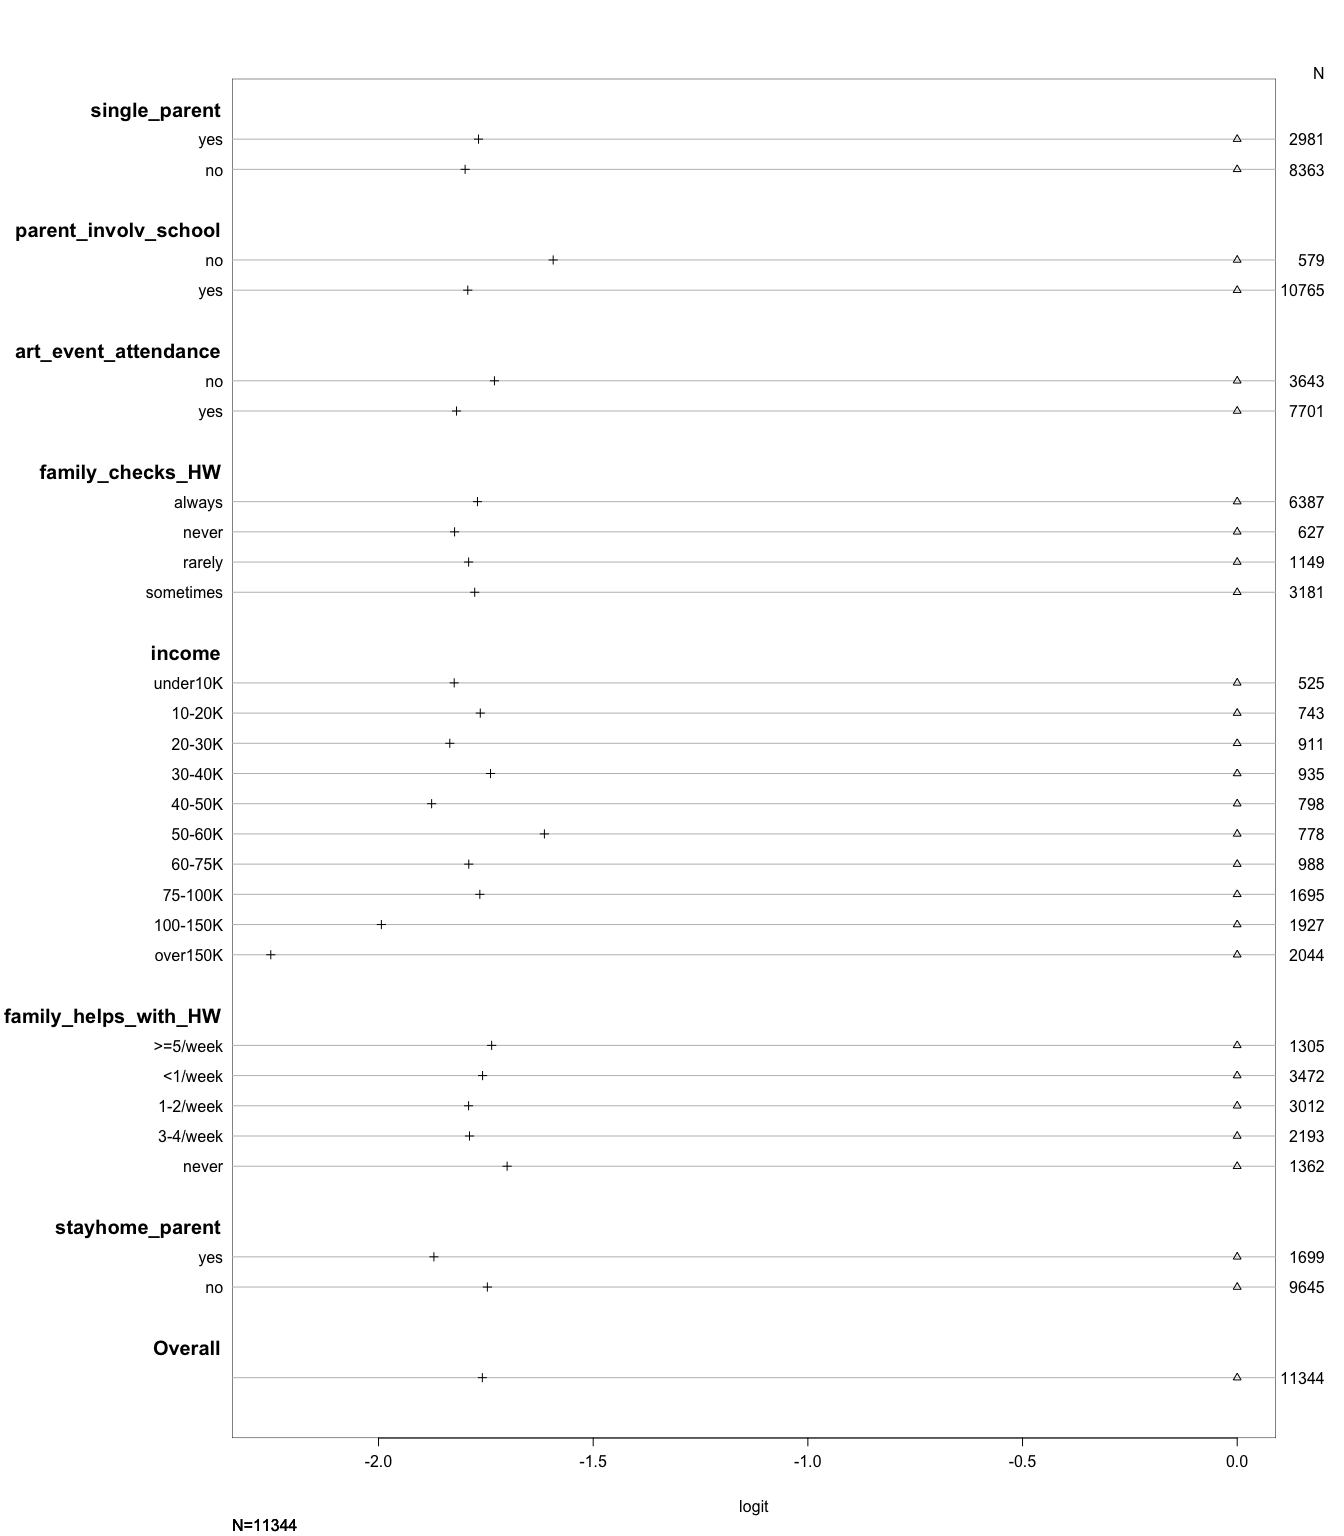 N
single_parent
yes 2981
no 8363
parent_involv_school
no 579
yes 10765
art_event_attendance
no 3643
yes 7701
family_checks_HW
always 6387
never 627
rarely 1149
sometimes 3181
income
under10K 525
10-20K 743
20-30K 911
30-40K 935
40-50K 798
50-60K 778
60-75K 988
75-100K 1695
100-150K 1927
over150K 2044
family_helps_with_HW
>=5/week 1305
<1/week 3472
1-2/week 3012
3-4/week 2193
never 1362
stayhome_parent
yes 1699
no 9645
Overall
11344
-2.0 -1.5 -1.0 -0.5 0.0
logit
N=11344